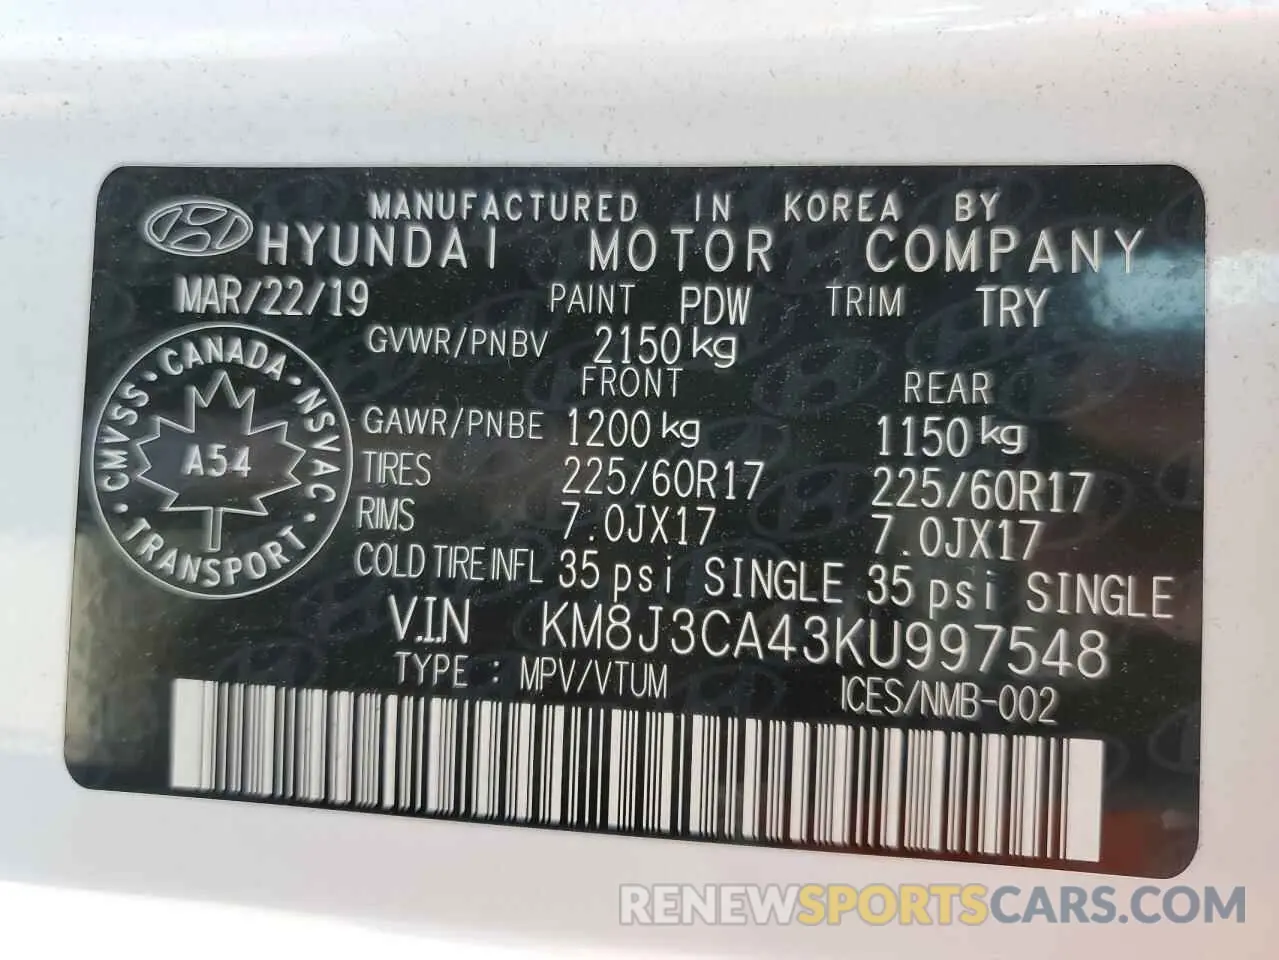 MANUFACTURED IN KOREA BY
HYUNDAI MOTOR COMPANY
MAR/22/19 PAINT PDW TRIM TRY
GVWR/PNBV 2150 kg
FRONT REAR
GAWR/PNBE 1200 kg 1150 kg
TIRES 225/60R17 225/60R17
RIMS 7.0JX17 7.0JX17
COLD TIRE INFL 35 psi SINGLE 35 psi SINGLE
V.I.N KM8J3CA43KU997548
TYPE : MPV/VTUM ICES/NMB-002
CMVSS · CANADA · NSVAC · TRANSPORT ·
A54
RENEWSPORTSCARS.COM